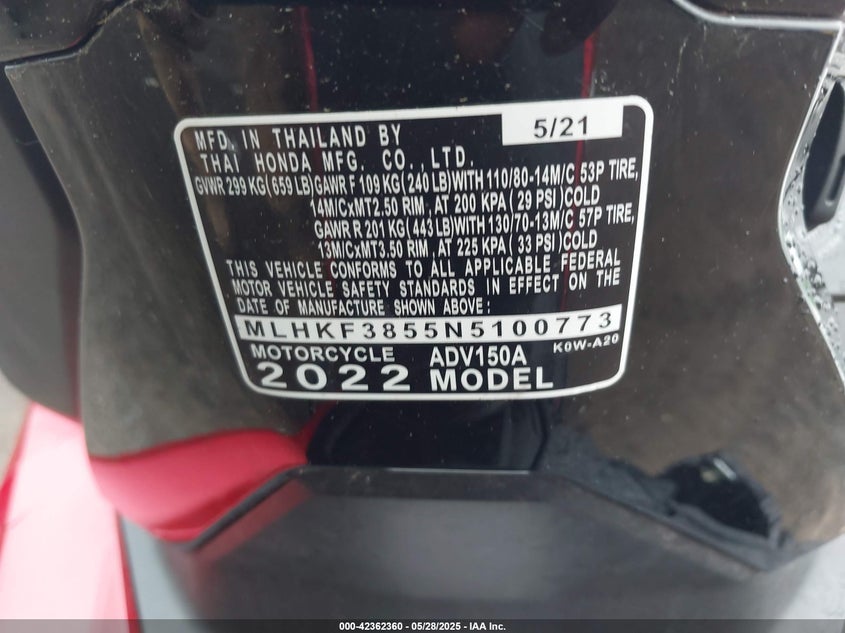 MFD. IN THAILAND BY 5/21
THAI HONDA MFG. CO., LTD.
GVWR 299 KG(659 LB)GAWR F 109 KG(240 LB)WITH 110/80-14M/C 53P TIRE,
14M/CxMT2.50 RIM , AT 200 KPA (29 PSI)COLD
GAWR R 201 KG(443 LB)WITH 130/70-13M/C 57P TIRE,
13M/CxMT3.50 RIM , AT 225 KPA (33 PSI)COLD
THIS VEHICLE CONFORMS TO ALL APPLICABLE FEDERAL
MOTOR VEHICLE SAFETY STANDARDS IN EFFECT ON THE
DATE OF MANUFACTURE SHOWN ABOVE:
MLHKF3855N5100773
MOTORCYCLE ADV150A K0W-A20
2022 MODEL
000-42362360 / 05/28/2025 - IAA Inc.